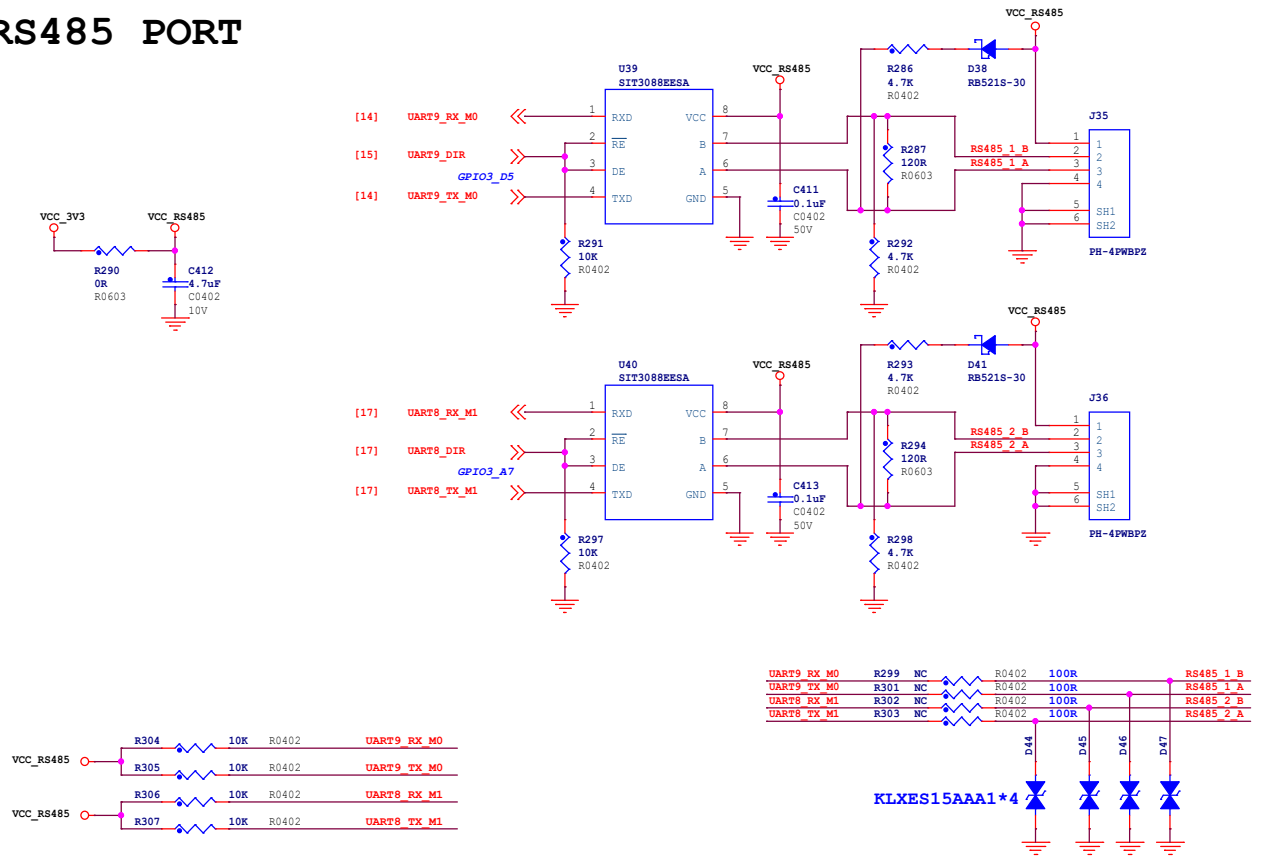 RS485 PORT
VCC_RS485
U39
SIT3088EESA
VCC_RS485
R286
4.7K
R0402
D38
RB521S-30
J35
[14] UART9_RX_M0
1 RXD
VCC 8
[15] UART9_DIR
GPIO3_D5
2 RE
B 7
3 DE
A 6
[14] UART9_TX_M0
4 TXD
GND 5
R287
120R
R0603
RS485_1_B
RS485_1_A
1 1
2 2
3 3
4 4
5 SH1
6 SH2
PH-4PWBPZ
C411
0.1uF
C0402
50V
R291
10K
R0402
R292
4.7K
R0402
VCC_3V3
VCC_RS485
R290
0R
R0603
C412
4.7uF
C0402
10V
VCC_RS485
U40
SIT3088EESA
VCC_RS485
R293
4.7K
R0402
D41
RB521S-30
J36
[17] UART8_RX_M1
1 RXD
VCC 8
[17] UART8_DIR
GPIO3_A7
2 RE
B 7
3 DE
A 6
[17] UART8_TX_M1
4 TXD
GND 5
R294
120R
R0603
RS485_2_B
RS485_2_A
1 1
2 2
3 3
4 4
5 SH1
6 SH2
PH-4PWBPZ
C413
0.1uF
C0402
50V
R297
10K
R0402
R298
4.7K
R0402
UART9_RX_M0 R299 NC R0402 100R RS485_1_B
UART9_TX_M0 R301 NC R0402 100R RS485_1_A
UART8_RX_M1 R302 NC R0402 100R RS485_2_B
UART8_TX_M1 R303 NC R0402 100R RS485_2_A
D44 D45 D46 D47
KLXES15AAA1*4
VCC_RS485
R304 10K R0402 UART9_RX_M0
R305 10K R0402 UART9_TX_M0
VCC_RS485
R306 10K R0402 UART8_RX_M1
R307 10K R0402 UART8_TX_M1